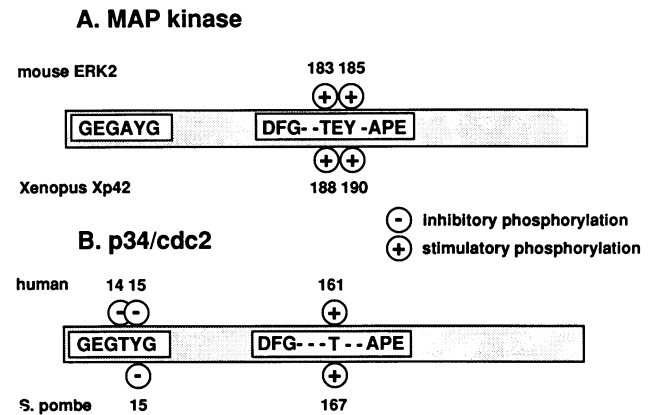 A. MAP kinase
mouse ERK2
183 185
+ +
GEGAYG
DFG- -TEY -APE
+ +
Xenopus Xp42
188 190
- inhibitory phosphorylation
B. p34/cdc2
+ stimulatory phosphorylation
human
14 15
161
- -
+
GEGTYG
DFG- - -T - -APE
-
+
S. pombe
15
167